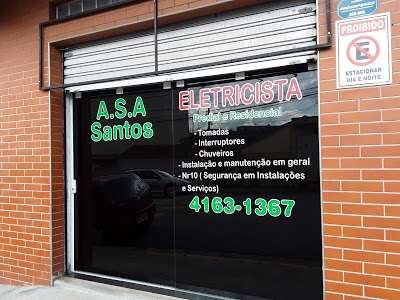 A.S.A
Santos
ELETRICISTA
Predial e Residencial
- Tomadas
- Interruptores
- Chuveiros
- Instalação e manutenção em geral
- Nr10 ( Segurança em Instalações
e Serviços)
4163-1367
PROIBIDO
E
ESTACIONAR
DIA E NOITE